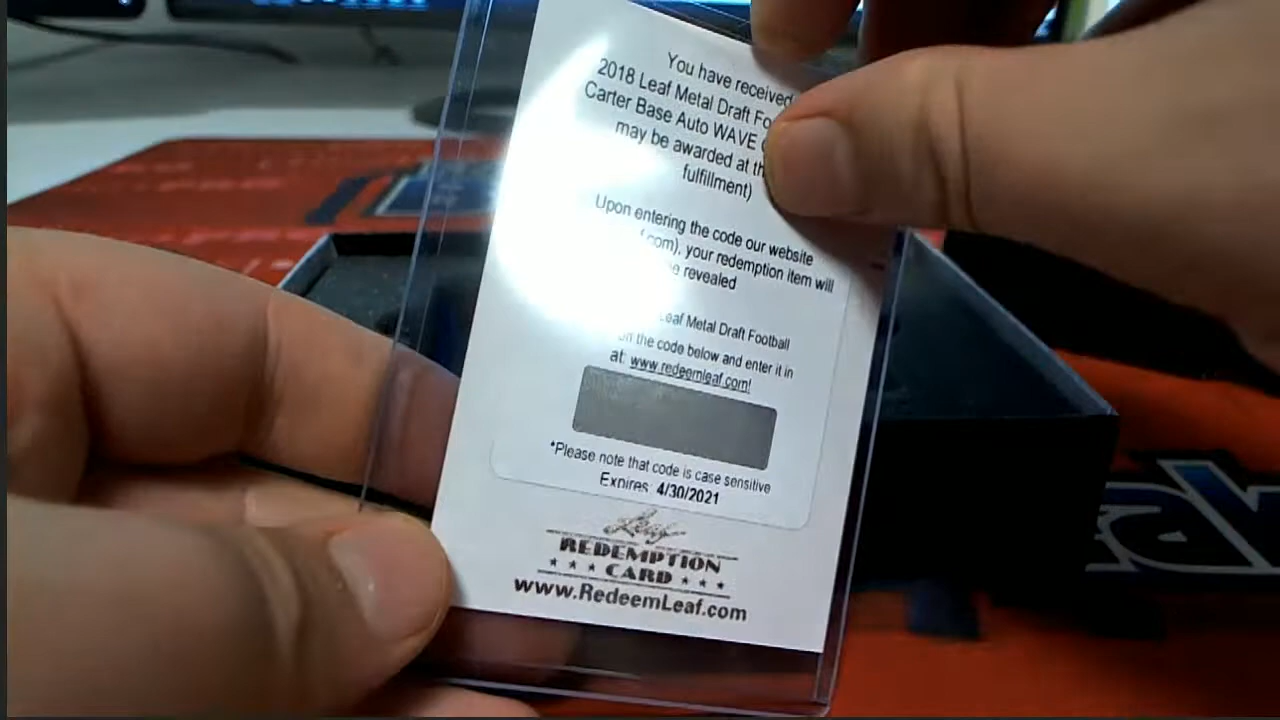 You have received
2018 Leaf Metal Draft Fo
Carter Base Auto WAVE
may be awarded at th
fulfillment)
Upon entering the code our website
.com), your redemption item will
e revealed
Leaf Metal Draft Football
the code below and enter it in
at: www.redeemleaf.com!
*Please note that code is case sensitive
Expires: 4/30/2021
Leaf
REDEMPTION
CARD
www.RedeemLeaf.com